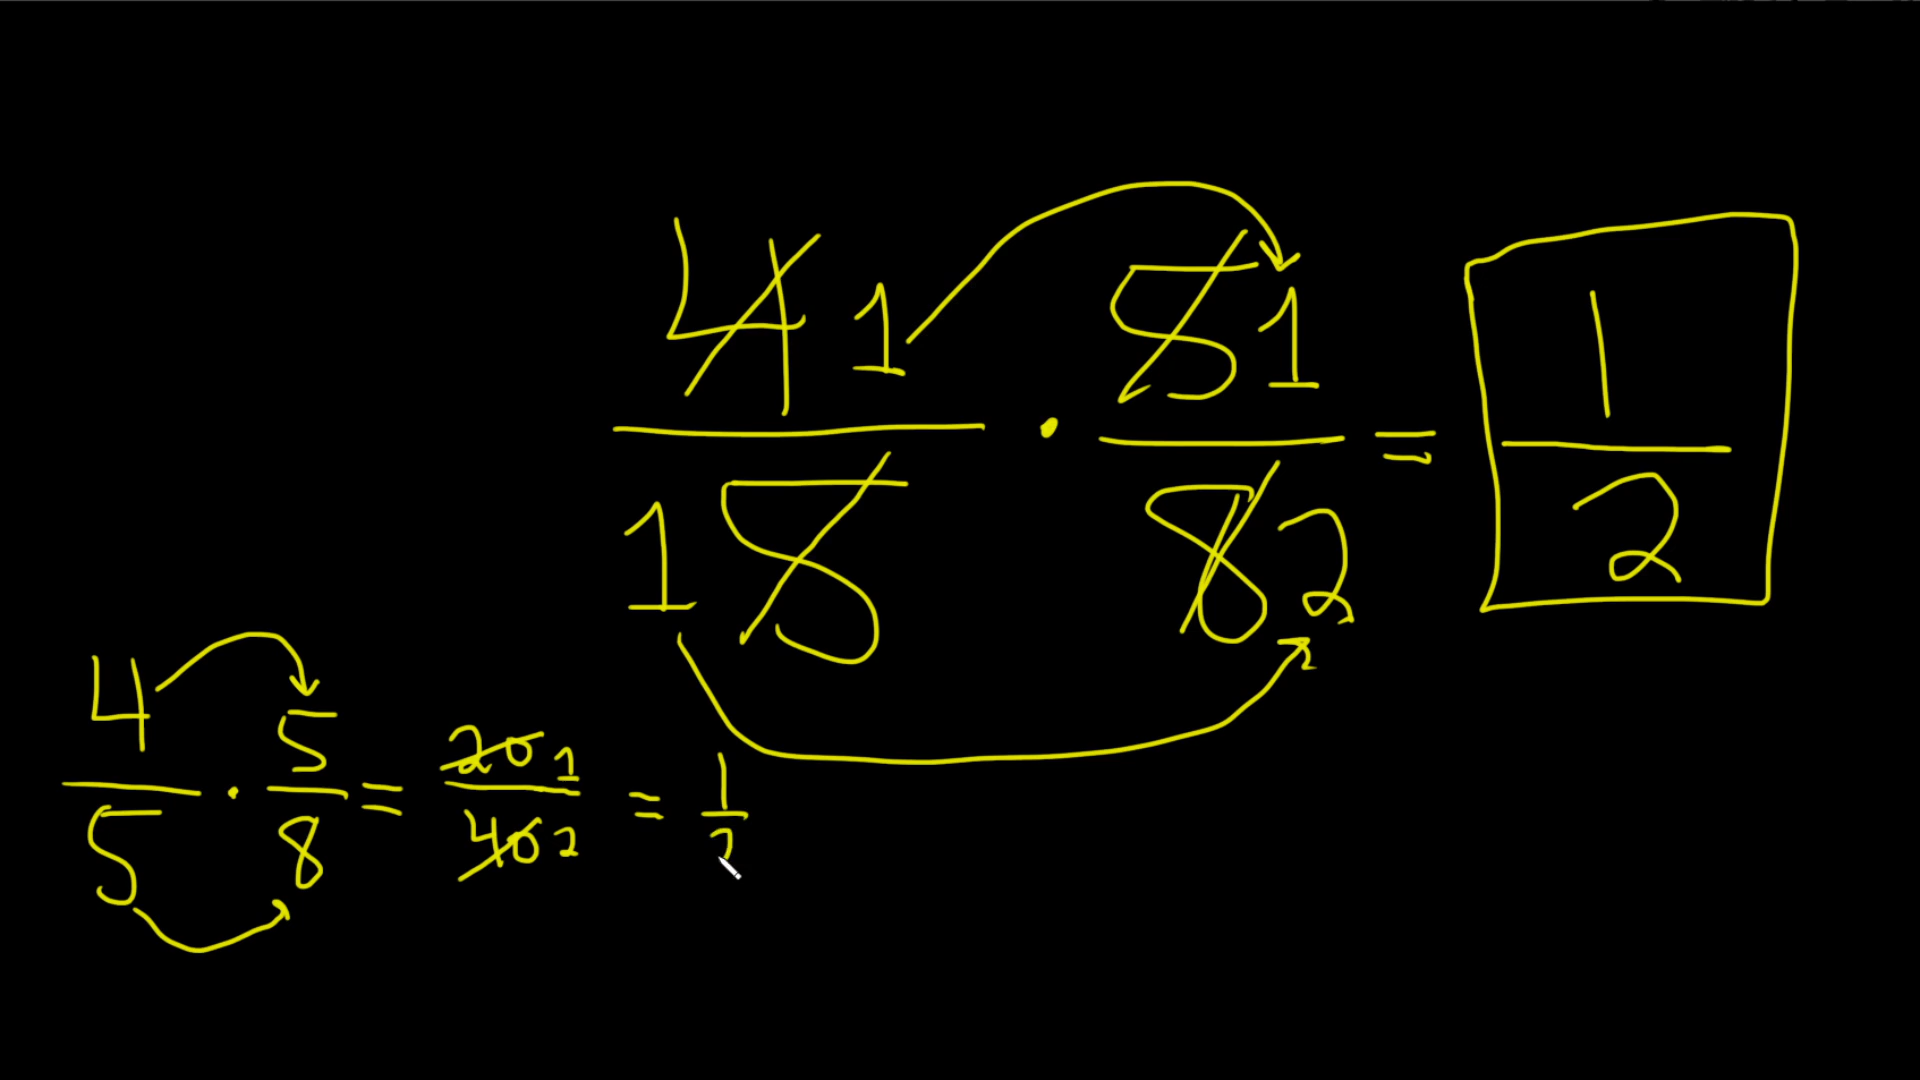 4 1 5 1
1 5 · 8 2 = 1/2
4/5 · 5/8 = 20 1/40 2 = 1/2